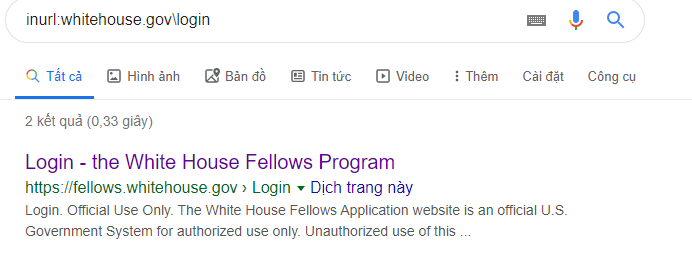 inurl:whitehouse.gov\login
Tất cả Hình ảnh Bản đồ Tin tức Video Thêm Cài đặt Công cụ
2 kết quả (0,33 giây)
Login - the White House Fellows Program
https://fellows.whitehouse.gov › Login ▾ Dịch trang này
Login. Official Use Only. The White House Fellows Application website is an official U.S.
Government System for authorized use only. Unauthorized use of this ...